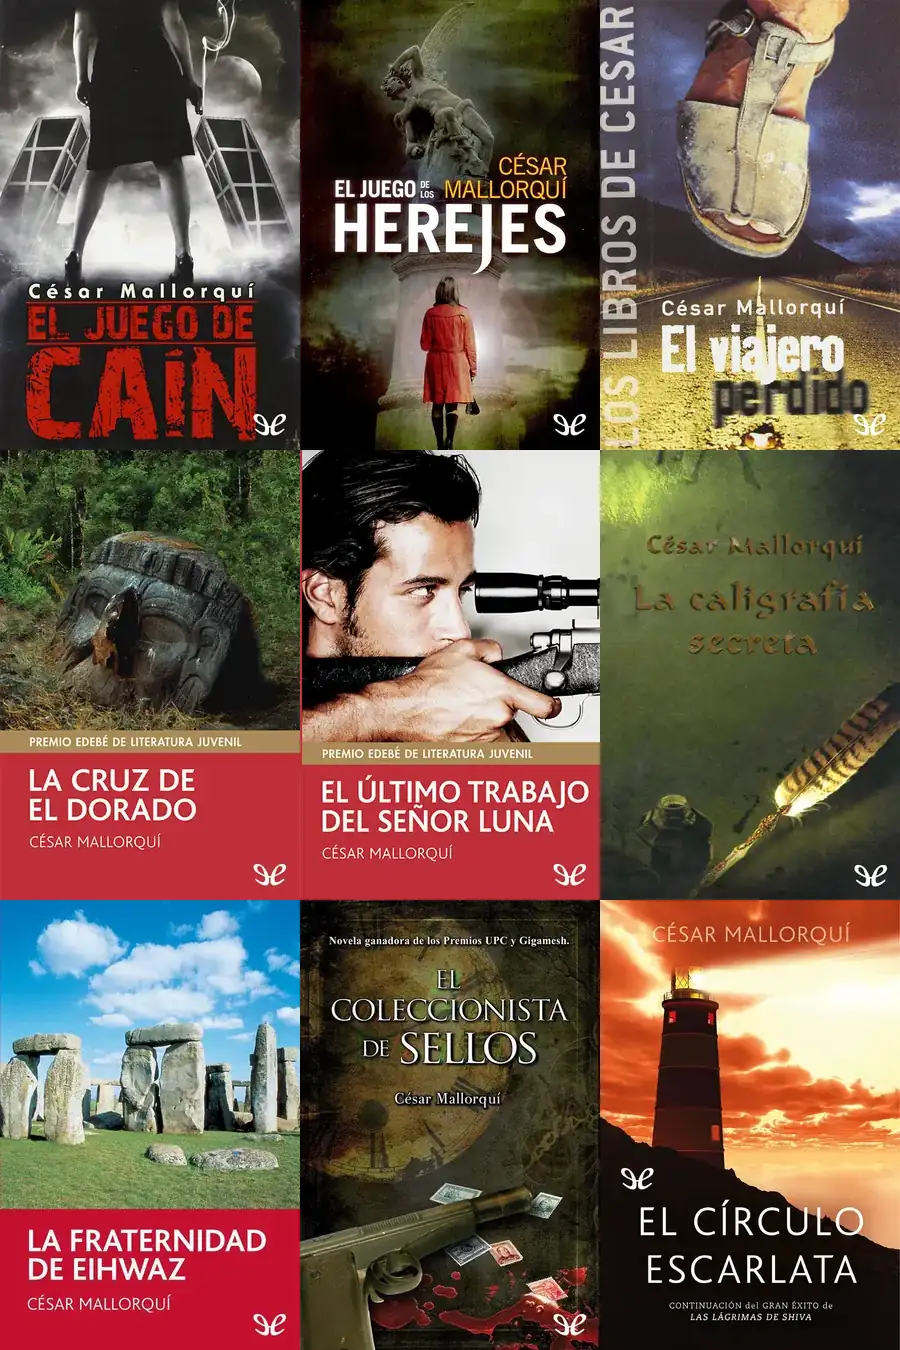 César Mallorquí
EL JUEGO DE
CAÍN
CÉSAR
MALLORQUÍ
EL JUEGO DE LOS
HEREJES
LOS LIBROS DE CESAR
César Mallorquí
El viajero
perdido
PREMIO EDEBÉ DE LITERATURA JUVENIL
LA CRUZ DE
EL DORADO
CÉSAR MALLORQUÍ
PREMIO EDEBÉ DE LITERATURA JUVENIL
EL ÚLTIMO TRABAJO
DEL SEÑOR LUNA
CÉSAR MALLORQUÍ
César Mallorquí
La caligrafía
secreta
LA FRATERNIDAD
DE EIHWAZ
CÉSAR MALLORQUÍ
Novela ganadora de los Premios UPC y Gigamesh.
EL
COLECCIONISTA
DE SELLOS
César Mallorquí
CÉSAR MALLORQUÍ
EL CÍRCULO
ESCARLATA
CONTINUACIÓN del GRAN ÉXITO de
LAS LÁGRIMAS DE SHIVA